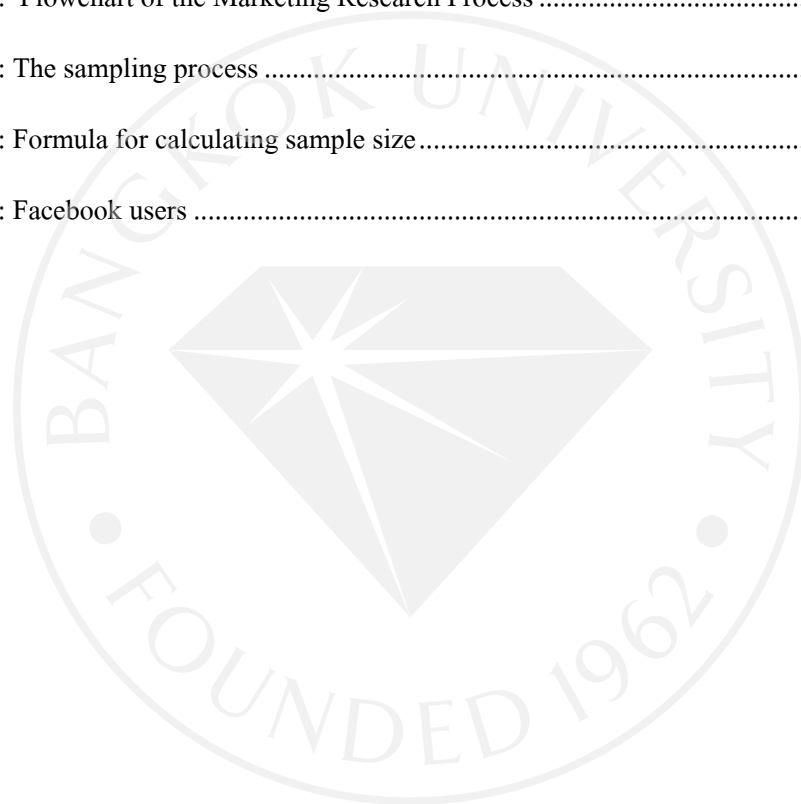 : Flowchart of the Marketing Research Process ................................................
: The sampling process ............................................................................
: Formula for calculating sample size ......................................................
: Facebook users ......................................................................................
BANGKOK UNIVERSITY
• FOUNDED 1962 •